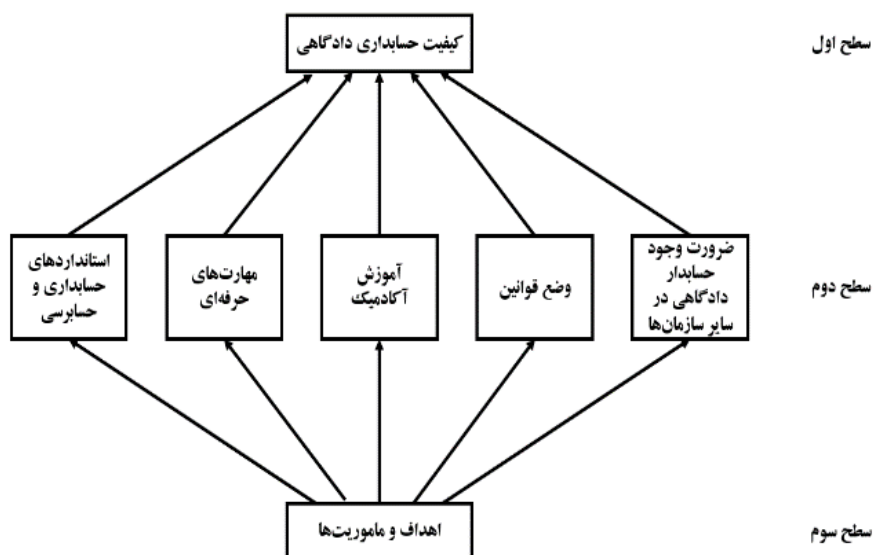 سطح اول
کیفیت حسابداری دادگاهی
سطح دوم
ضرورت وجود
حسابدار
دادگاهی در
سایر سازمان‌ها
وضع قوانین
آموزش
آکادمیک
مهارت‌های
حرفه‌ای
استانداردهای
حسابداری و
حسابرسی
سطح سوم
اهداف و ماموریت‌ها